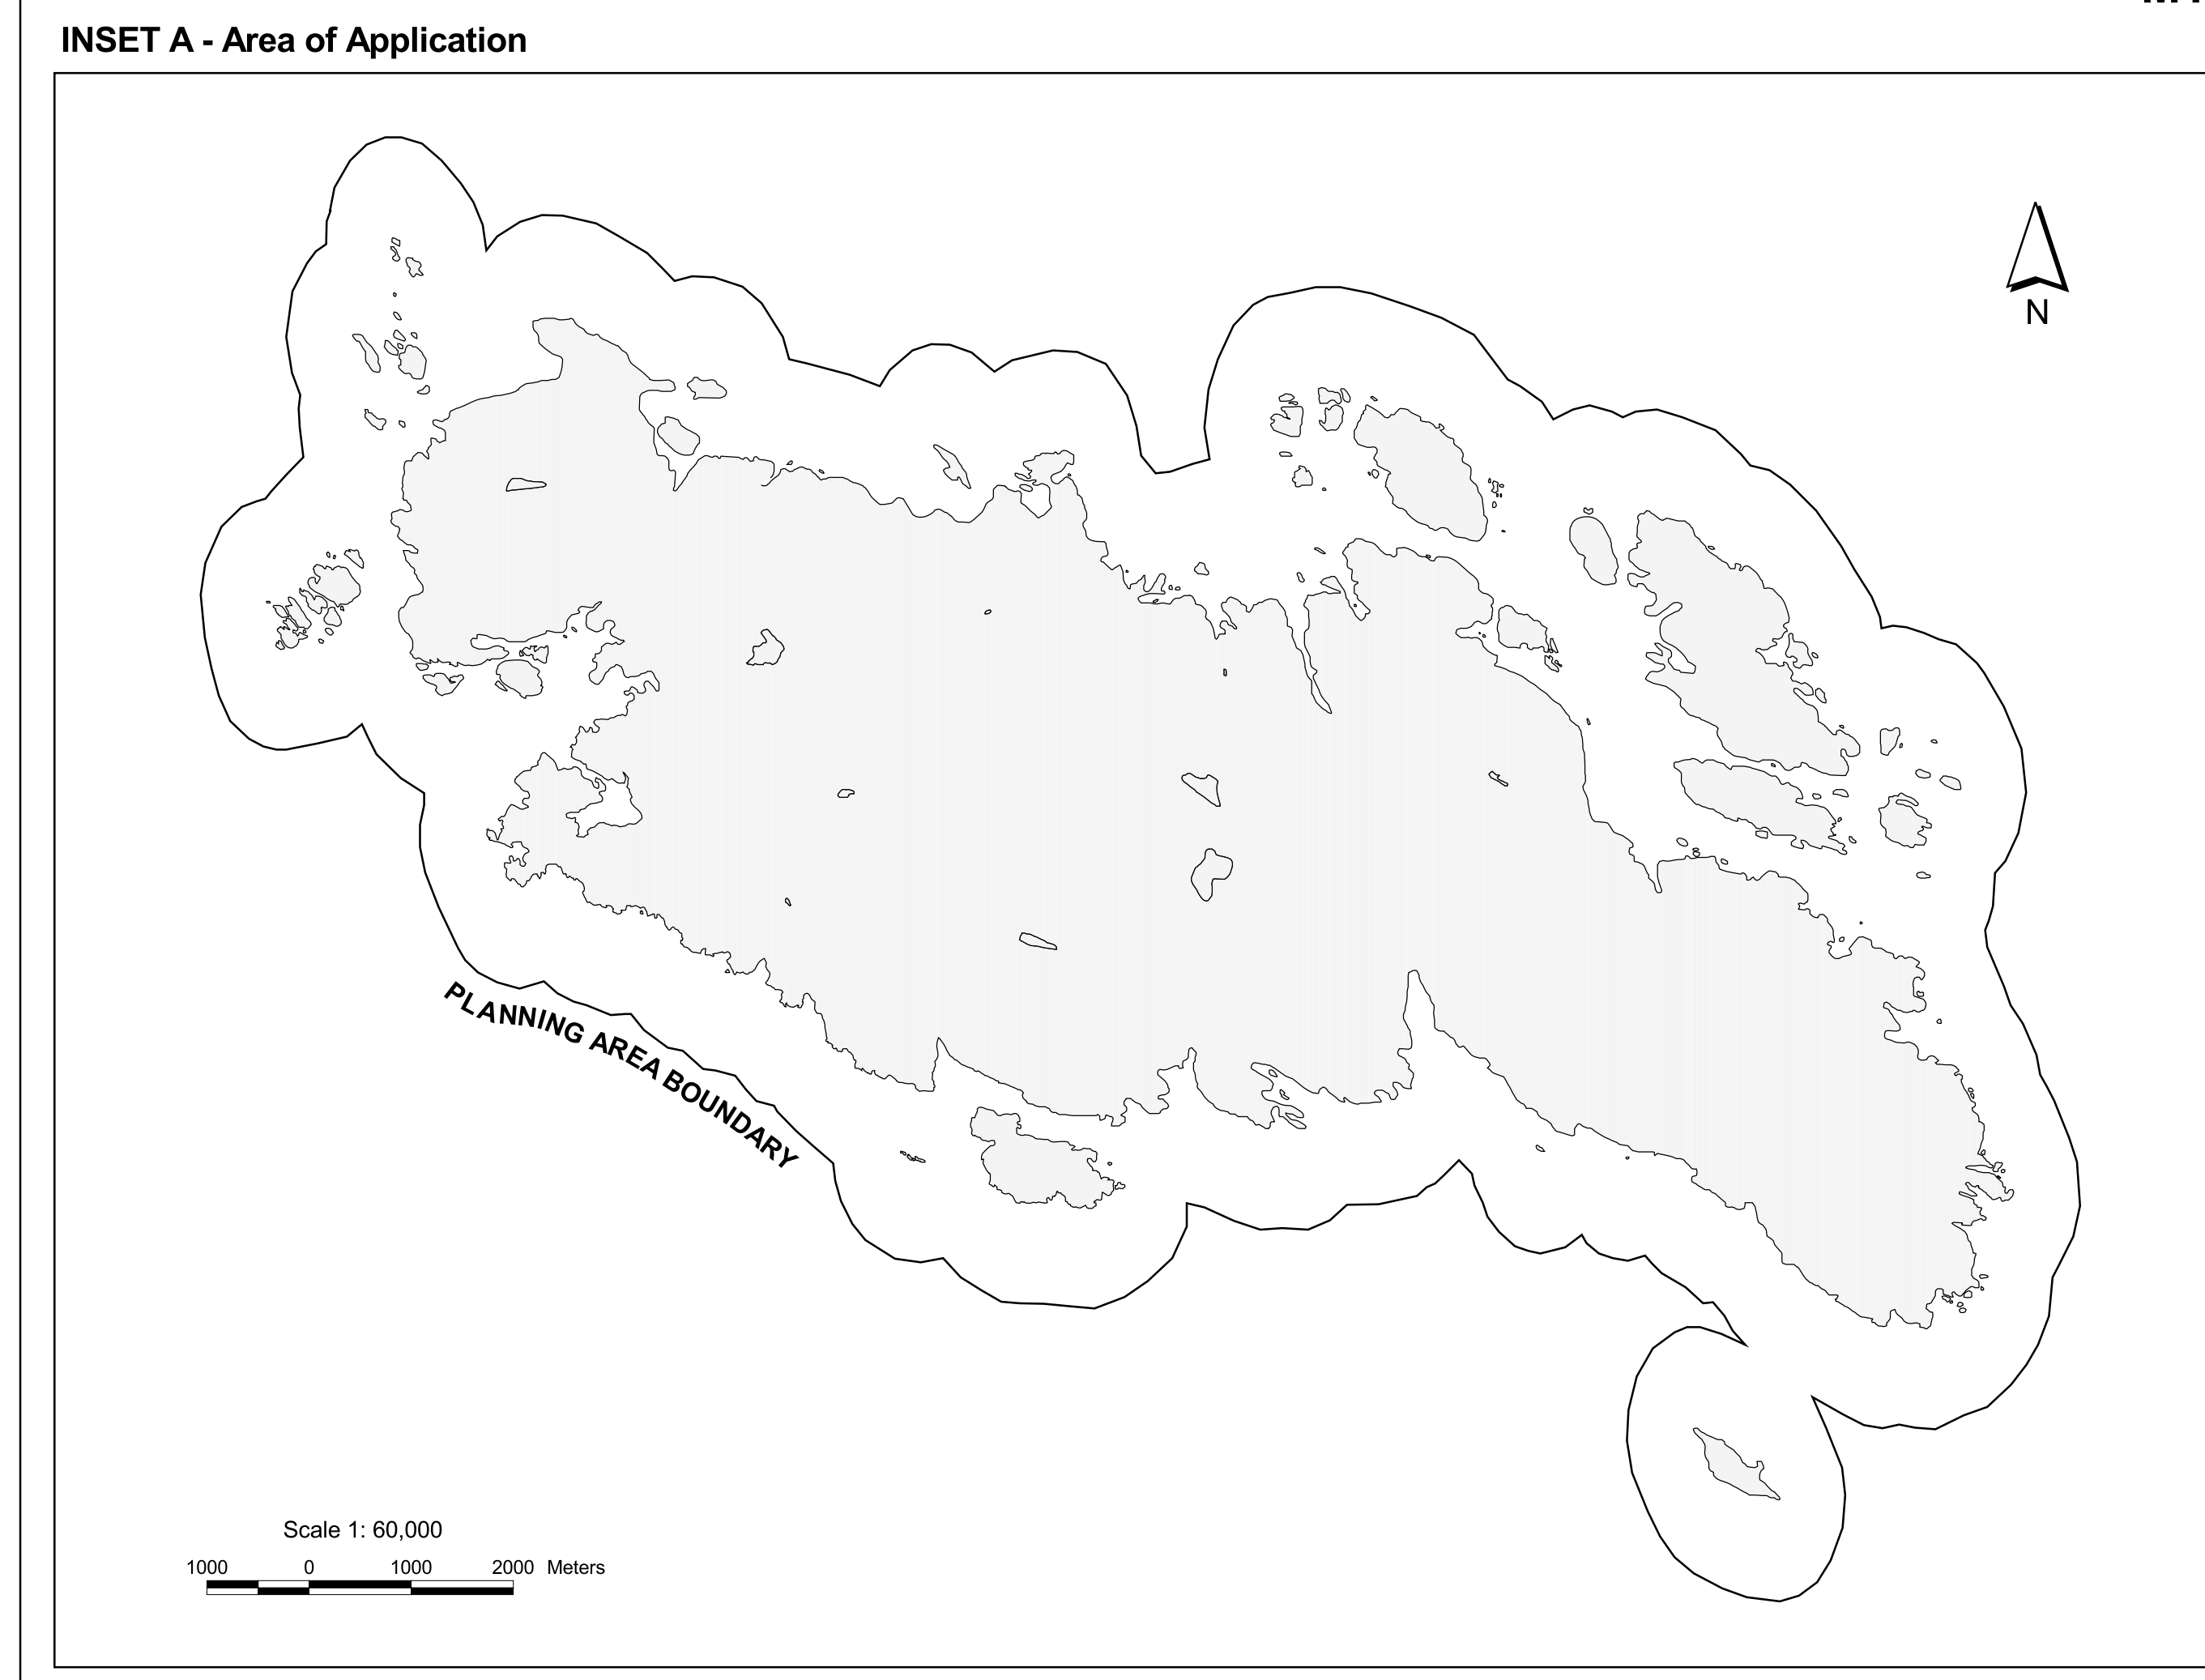 INSET A - Area of Application
N
PLANNING AREA BOUNDARY
Scale 1: 60,000
1000 0 1000 2000 Meters